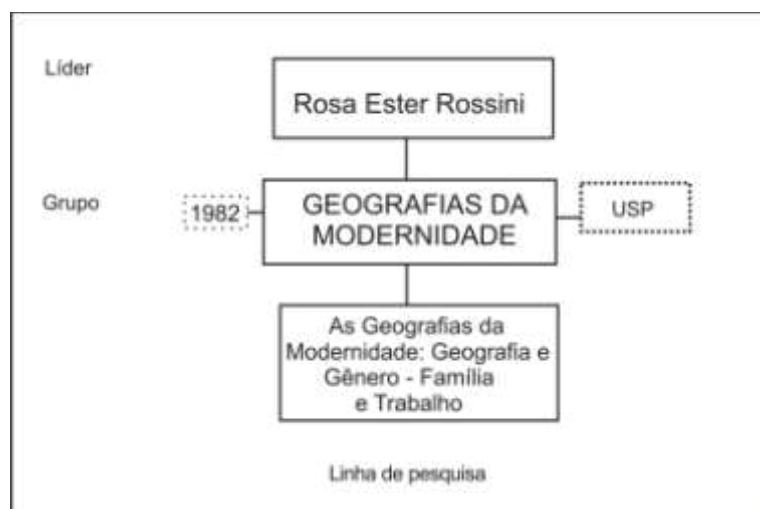 Líder
Rosa Ester Rossini
Grupo
1982
GEOGRAFIAS DA
MODERNIDADE
USP
As Geografias da
Modernidade: Geografia e
Gênero - Família
e Trabalho
Linha de pesquisa